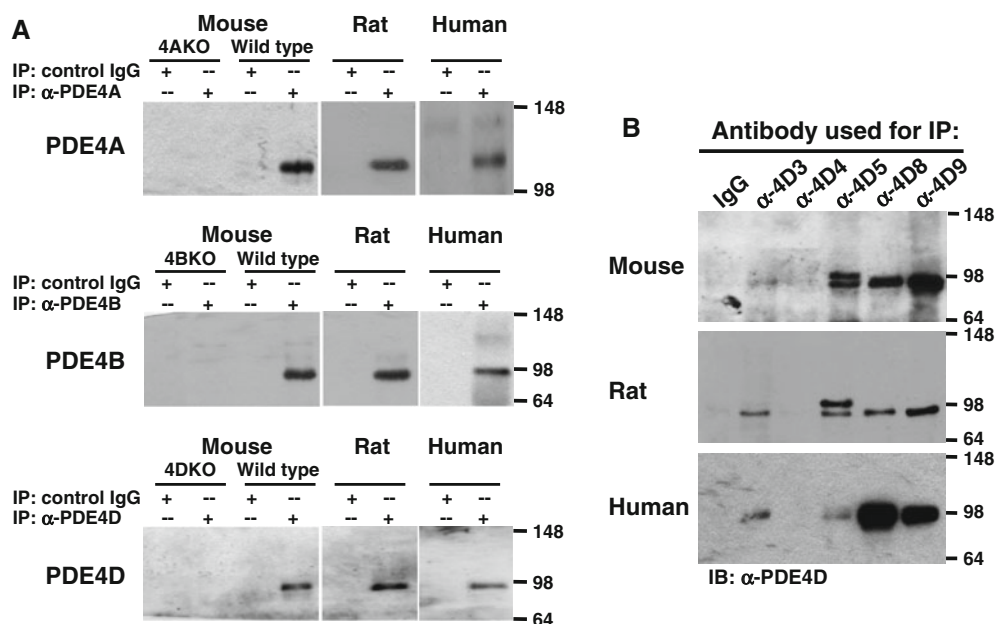 A
Mouse Rat Human
4AKO Wild type
IP: control IgG + -- + -- + -- + --
IP: α-PDE4A -- + -- + -- + -- +
PDE4A
148
98
Mouse Rat Human
4BKO Wild type
IP: control IgG + -- + -- + -- + --
IP: α-PDE4B -- + -- + -- + -- +
PDE4B
148
98
64
Mouse Rat Human
4DKO Wild type
IP: control IgG + -- + -- + -- + --
IP: α-PDE4D -- + -- + -- + -- +
PDE4D
148
98
64
B
Antibody used for IP:
IgG α-4D3 α-4D4 α-4D5 α-4D8 α-4D9
Mouse
148
98
64
Rat
148
98
64
Human
148
98
64
IB: α-PDE4D